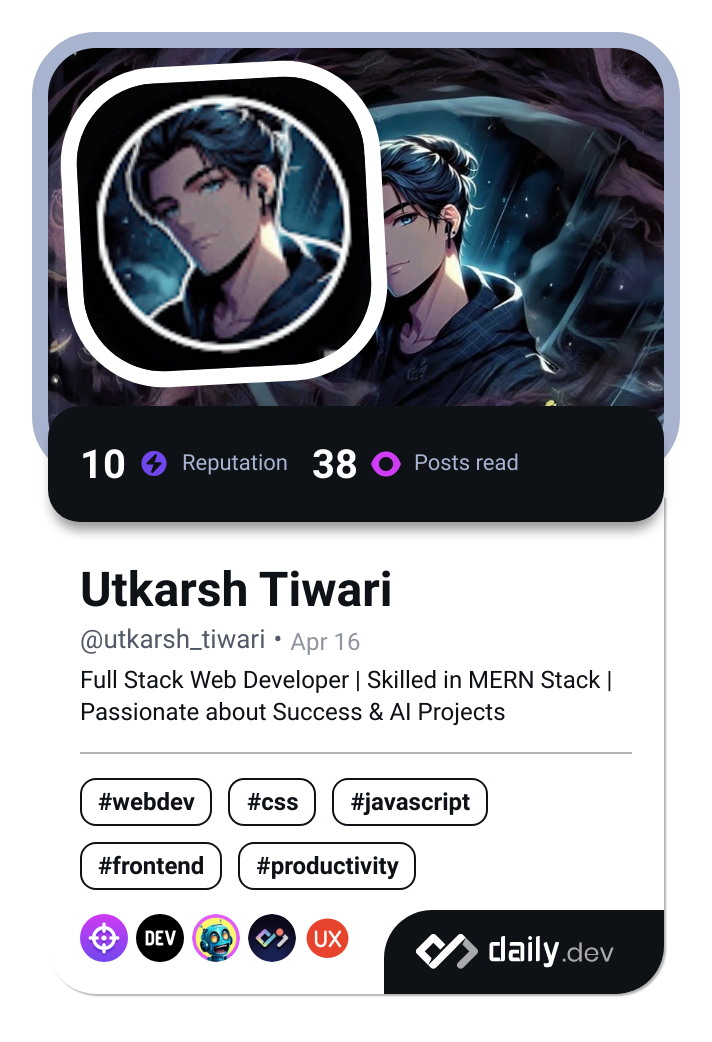 10 Reputation 38 Posts read
Utkarsh Tiwari
@utkarsh_tiwari • Apr 16
Full Stack Web Developer | Skilled in MERN Stack |
Passionate about Success & AI Projects
#webdev #css #javascript
#frontend #productivity
DEV UX daily.dev